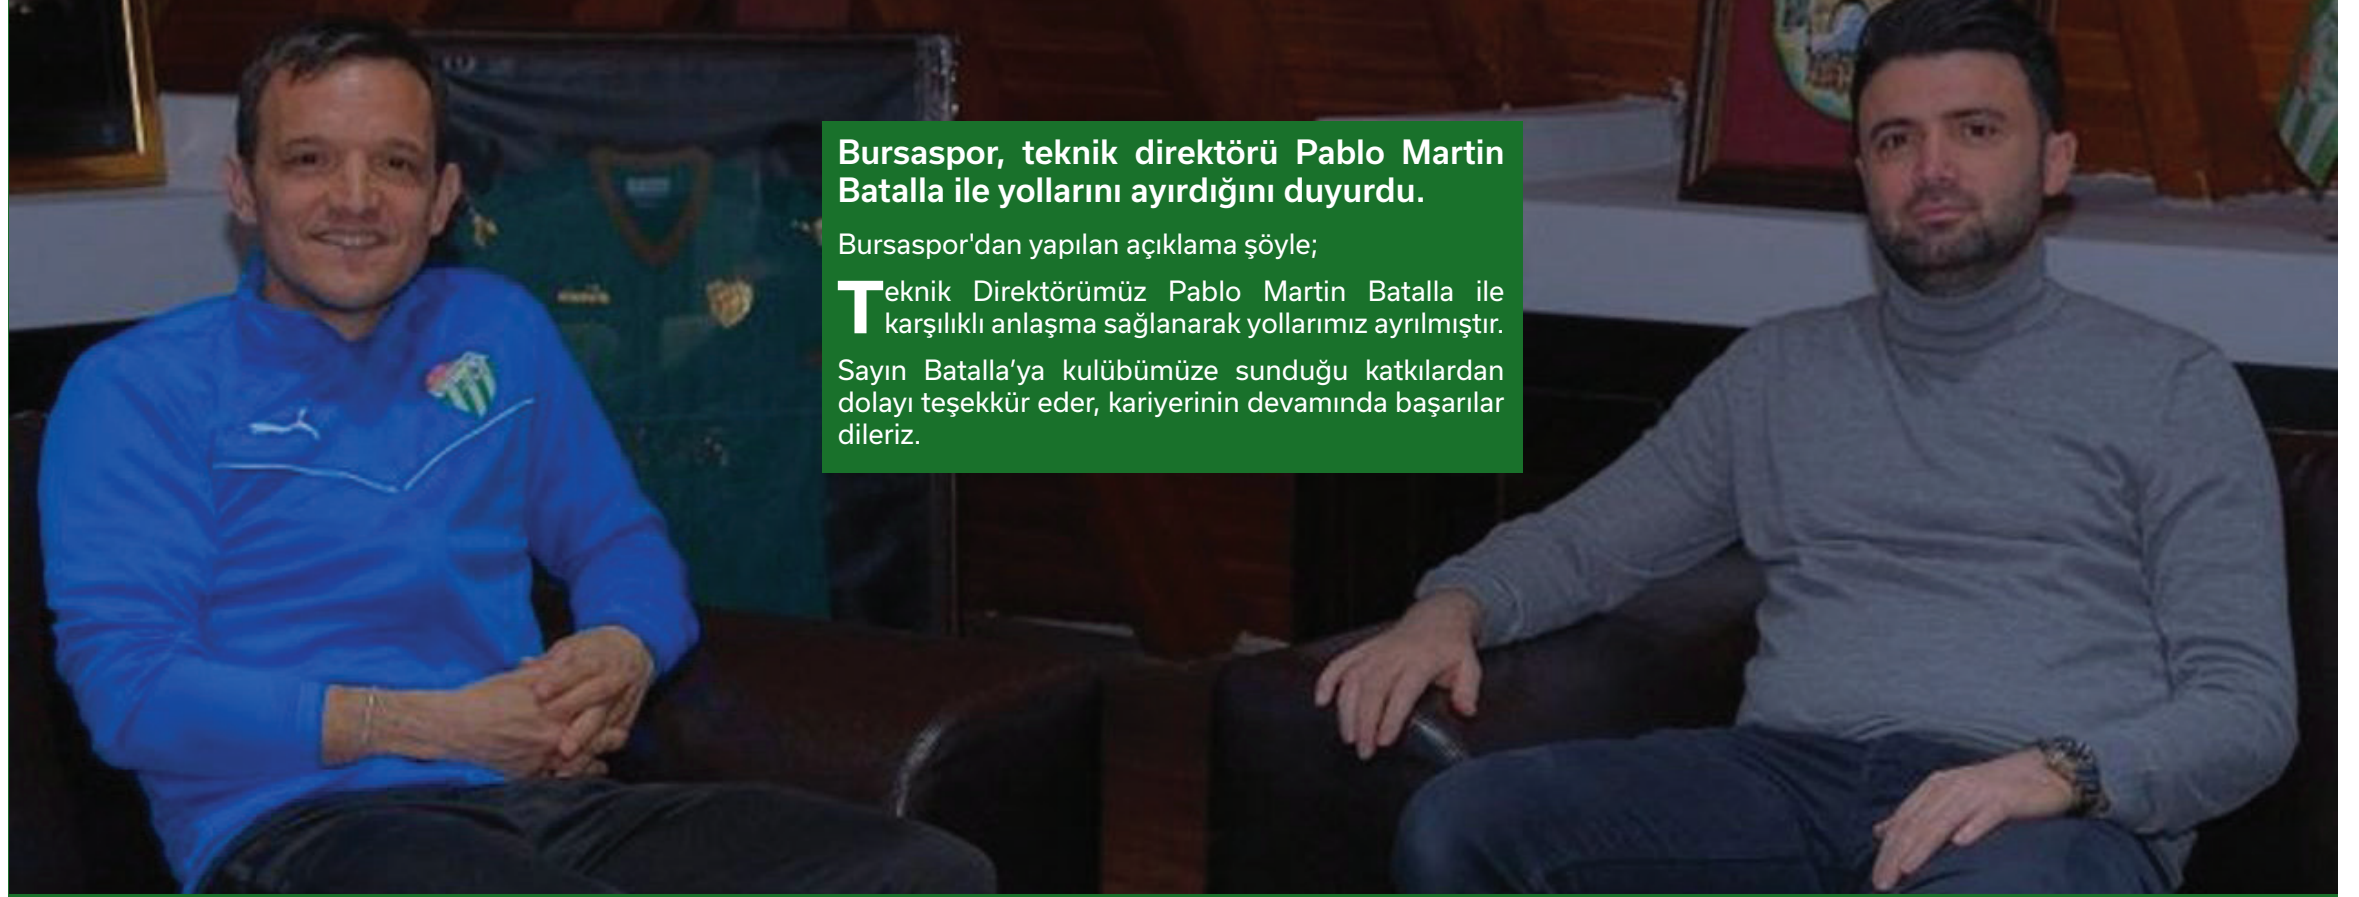 Bursaspor, teknik direktörü Pablo Martin
Batalla ile yollarını ayırdığını duyurdu.
Bursaspor'dan yapılan açıklama şöyle;
Teknik Direktörümüz Pablo Martin Batalla ile
karşılıklı anlaşma sağlanarak yollarımız ayrılmıştır.
Sayın Batalla’ya kulübümüze sunduğu katkılardan
dolayı teşekkür eder, kariyerinin devamında başarılar
dileriz.